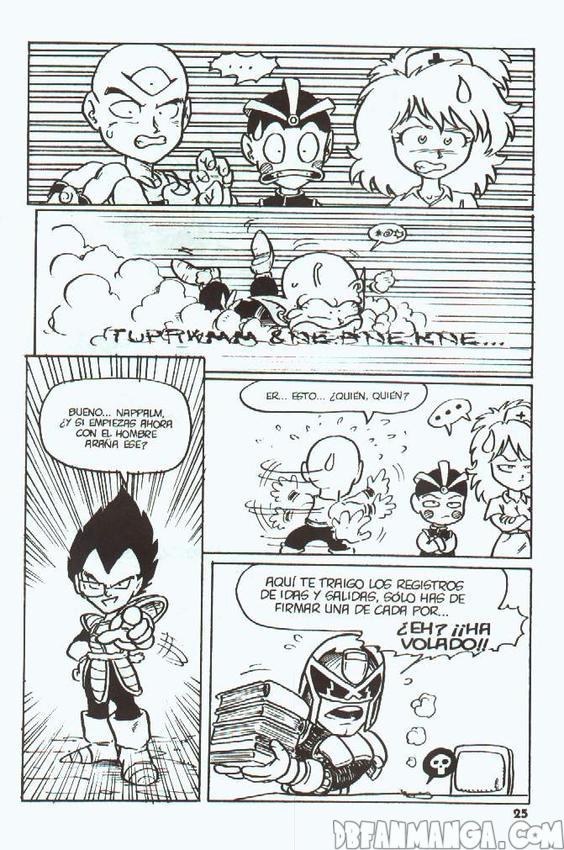 ...
TUPRWMM & NE.. BNE.. KNE...
BUENO... NAPPALM,
¿Y SI EMPIEZAS AHORA
CON EL HOMBRE
ARAÑA ESE?
ER... ESTO... ¿QUIÉN, QUIÉN?
...
AQUÍ TE TRAIGO LOS REGISTROS
DE IDAS Y SALIDAS, SÓLO HAS DE
FIRMAR UNA DE CADA POR...
¿EH? ¡¡HA
VOLADO!!
25
DBFANMANGA.COM